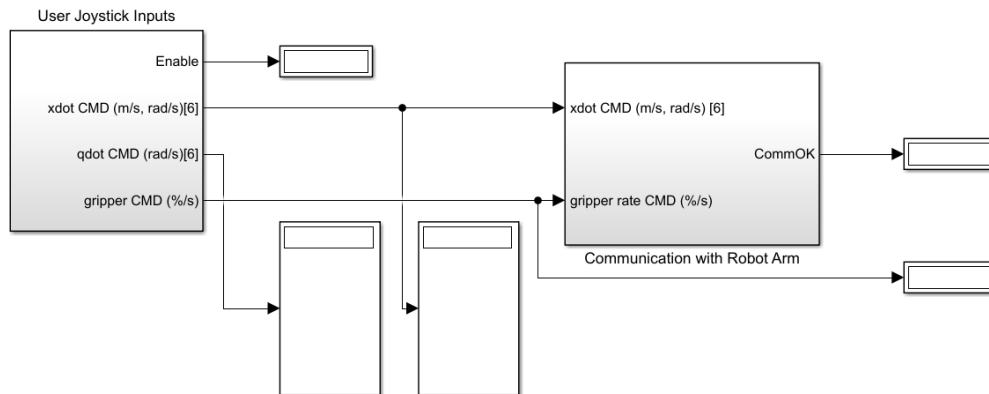 User Joystick Inputs
Enable
xdot CMD (m/s, rad/s)[6]
qdot CMD (rad/s)[6]
gripper CMD (%/s)
xdot CMD (m/s, rad/s) [6]
CommOK
gripper rate CMD (%/s)
Communication with Robot Arm